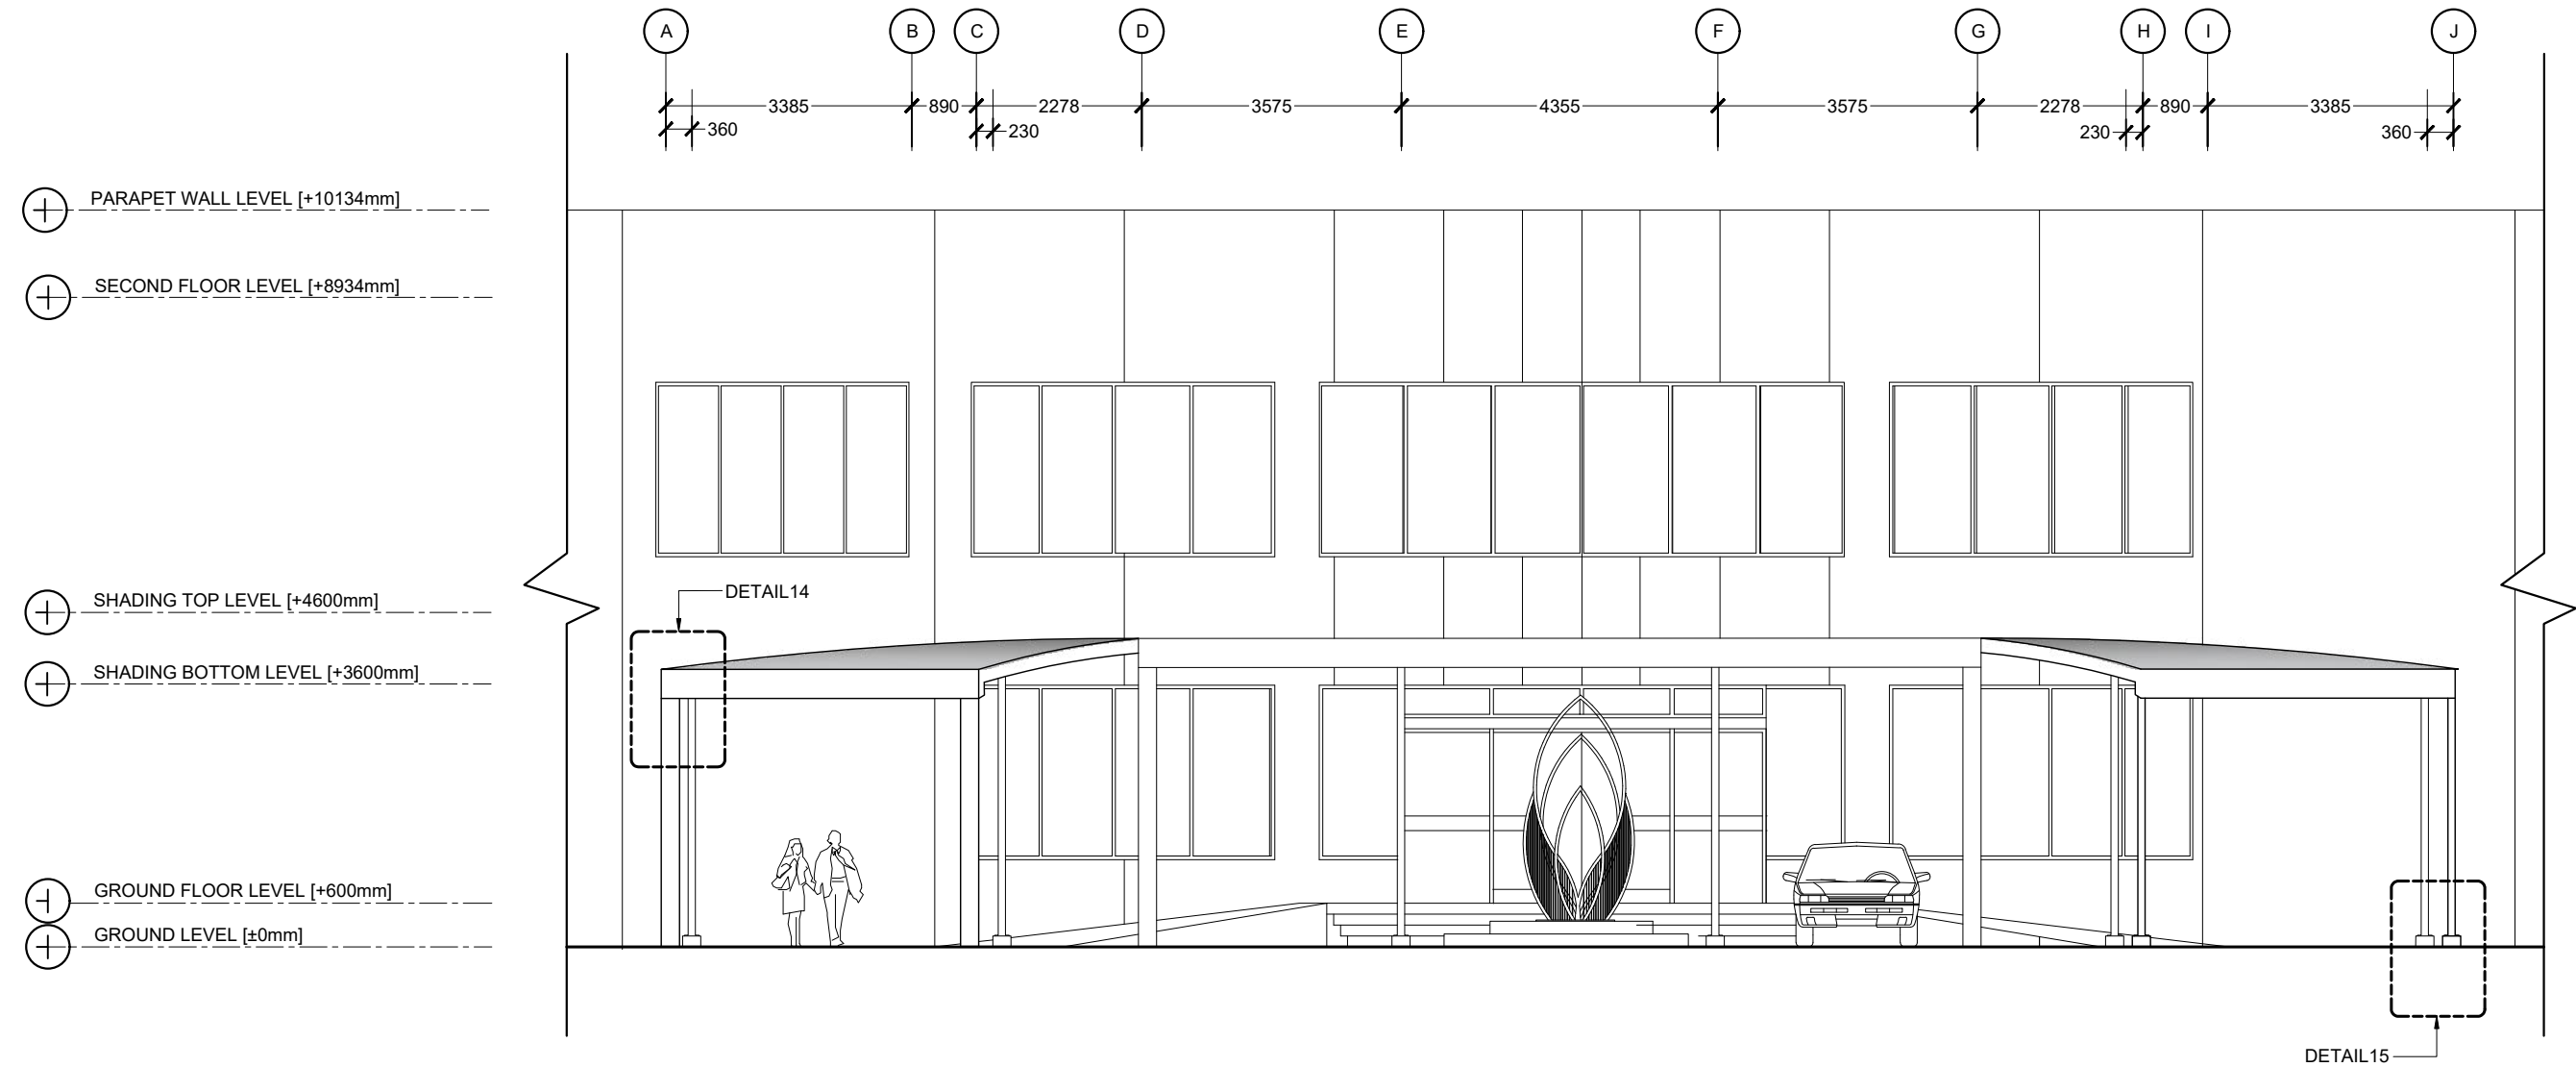 A B C D E F G H I J
3385 890 2278 3575 4355 3575 2278 890 3385
360 230 230 360
PARAPET WALL LEVEL [+10134mm]
SECOND FLOOR LEVEL [+8934mm]
DETAIL14
SHADING TOP LEVEL [+4600mm]
SHADING BOTTOM LEVEL [+3600mm]
GROUND FLOOR LEVEL [+600mm]
GROUND LEVEL [±0mm]
DETAIL15